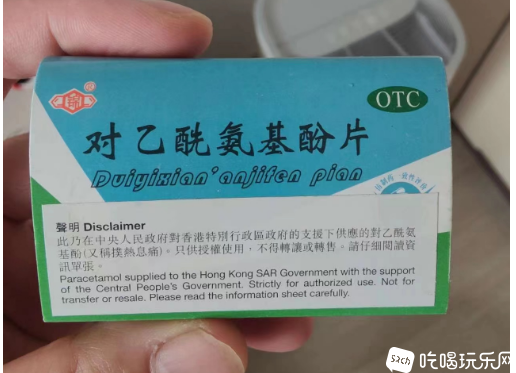 OTC
对乙酰氨基酚片
Duiyixian'anjifen pian
聲明 Disclaimer
此乃在中央人民政府對香港特別行政區政府的支援下供應的對乙酰氨
基酚(又稱撲熱息痛)。只供授權使用，不得轉讓或轉售。請仔細閱讀資
訊單張。
Paracetamol supplied to the Hong Kong SAR Government with the support
of the Central People's Government. Strictly for authorized use. Not for
transfer or resale. Please read the information sheet carefully.
52ch 吃喝玩乐网